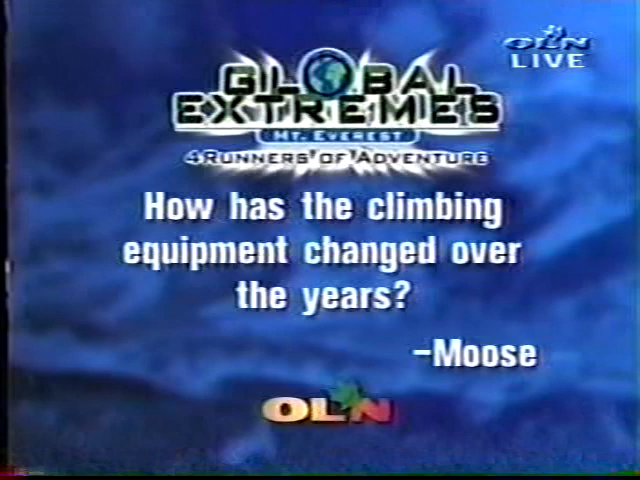 OLN
LIVE
GLOBAL
EXTREMES
MT. EVEREST
4RUNNERS OF ADVENTURE
How has the climbing
equipment changed over
the years?
-Moose
OLN